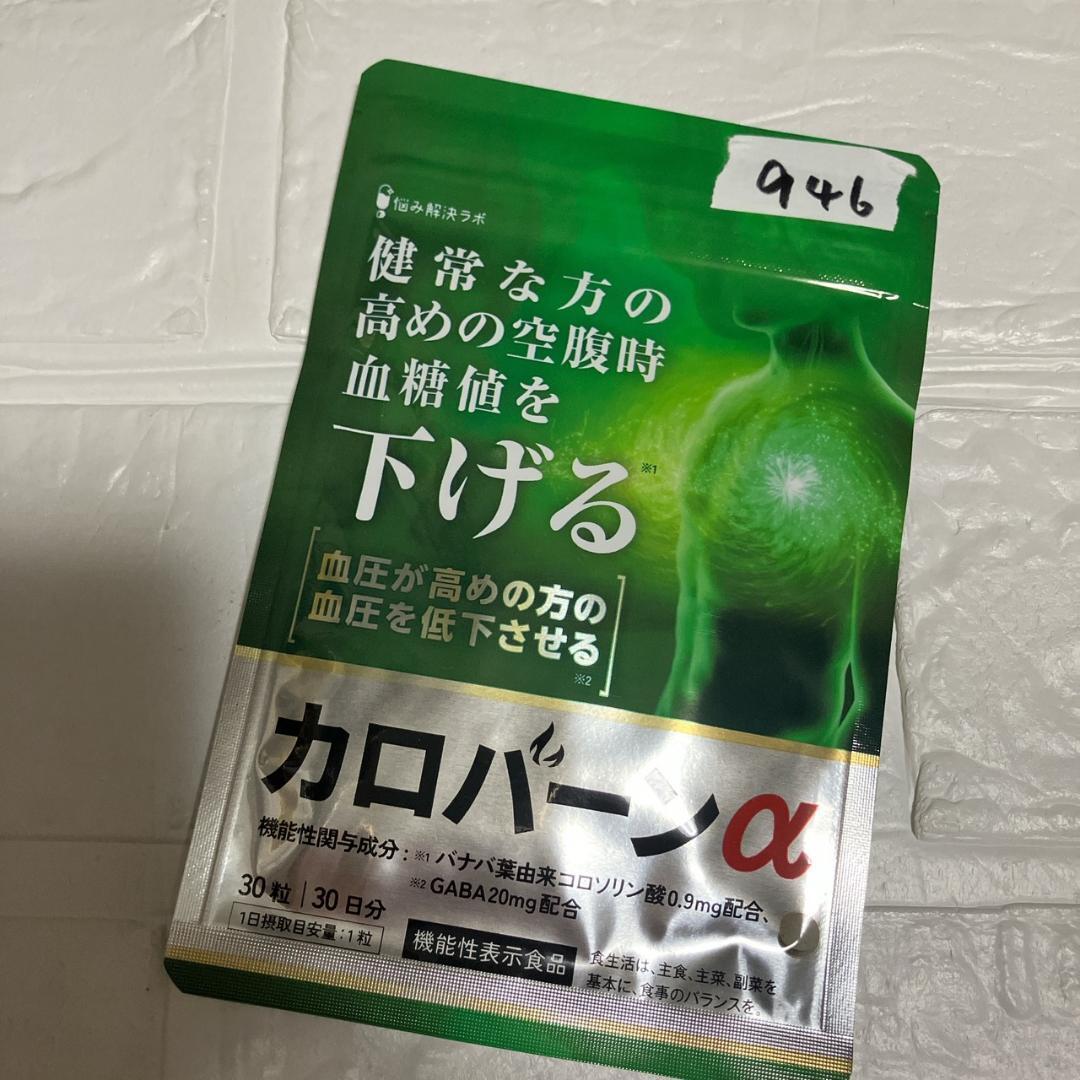 946
悩み解決ラボ
健常な方の
高めの空腹時
血糖値を
下げる※1
血圧が高めの方の
血圧を低下させる
※2
カロバーンα
機能性関与成分:※1 バナバ葉由来コロソリン酸0.9mg配合、
※2 GABA20mg配合
30粒|30日分
1日摂取目安量:1粒
機能性表示食品
食生活は、主食、主菜、副菜を
基本に、食事のバランスを。